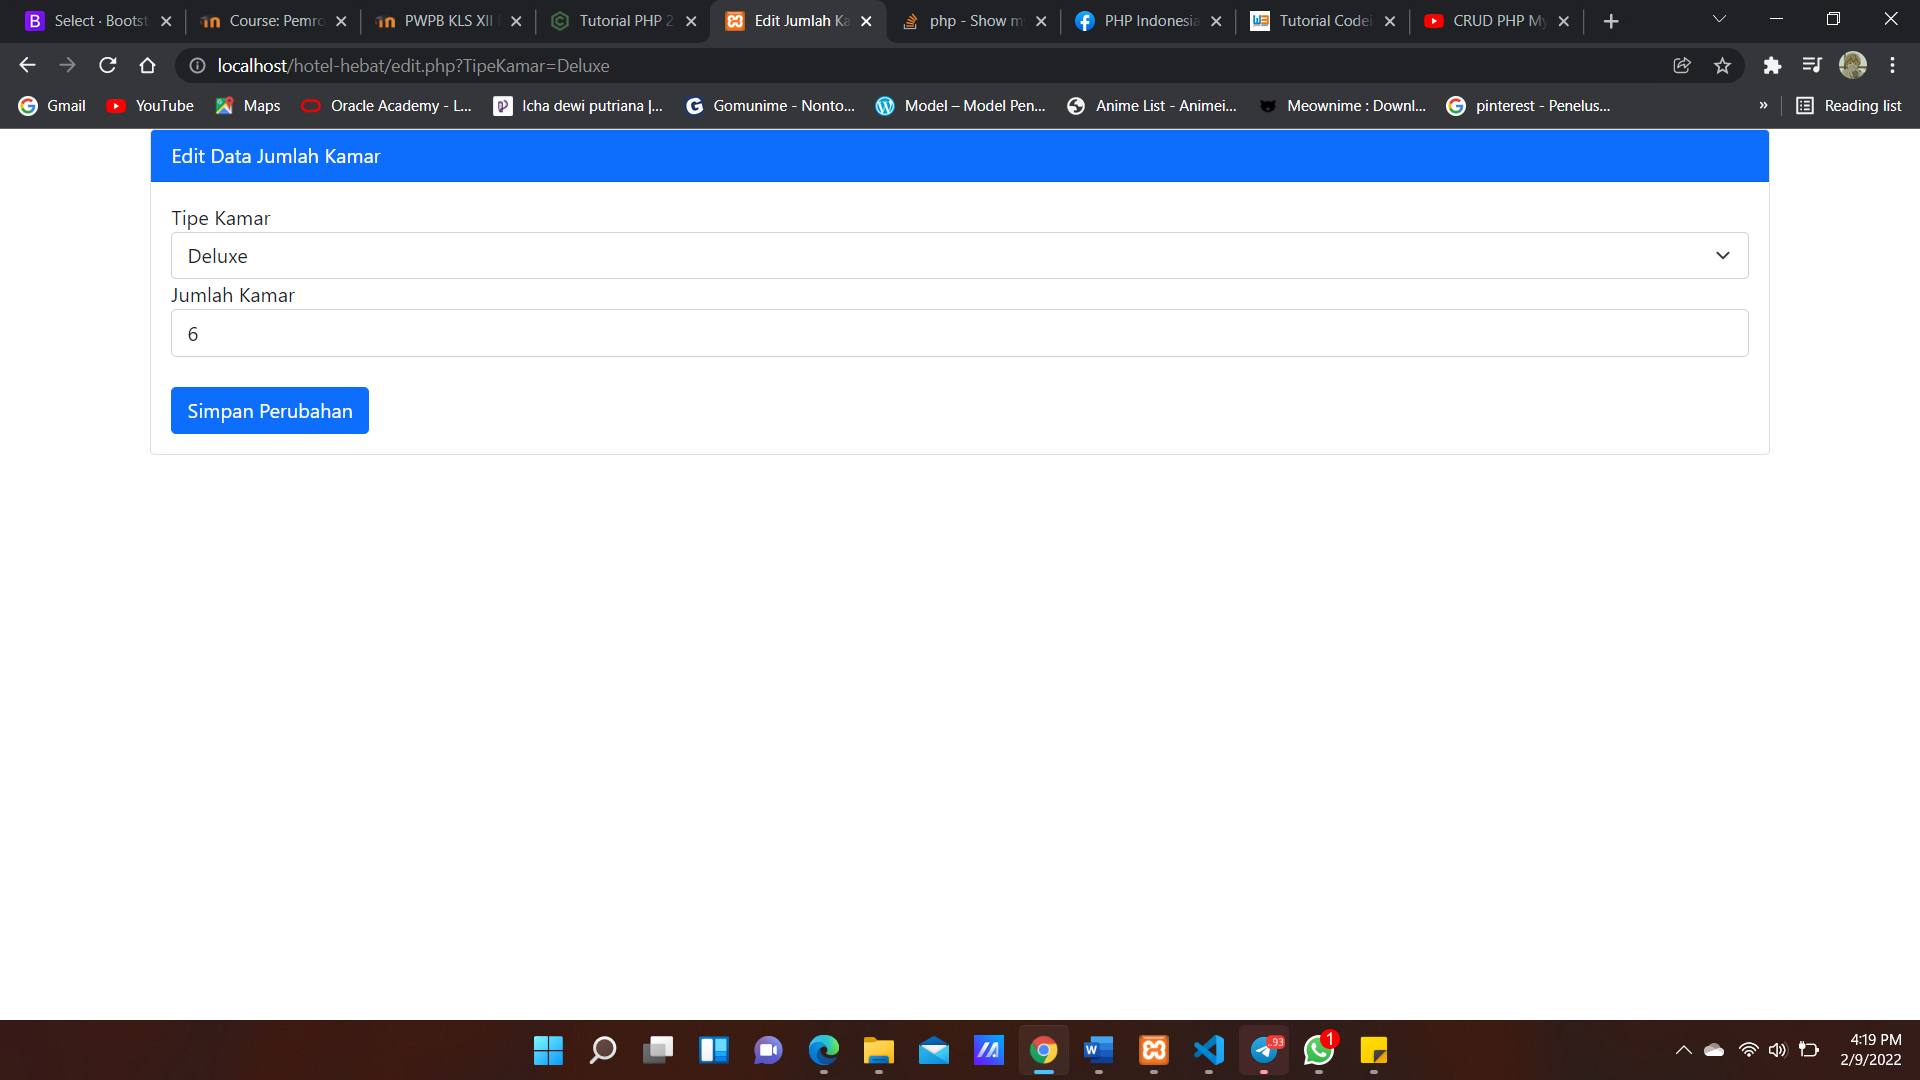 Select · Bootst
Course: Pemro
PWPB KLS XII
Tutorial PHP 2
Edit Jumlah Ka
php - Show m
PHP Indonesia
Tutorial Codei
CRUD PHP My
localhost/hotel-hebat/edit.php?TipeKamar=Deluxe
Gmail
YouTube
Maps
Oracle Academy - L...
Icha dewi putriana |...
Gomunime - Nonto...
Model – Model Pen...
Anime List - Animei...
Meownime : Downl...
pinterest - Penelus...
»
Reading list
Edit Data Jumlah Kamar
Tipe Kamar
Deluxe
Jumlah Kamar
6
Simpan Perubahan
93
1
4:19 PM
2/9/2022